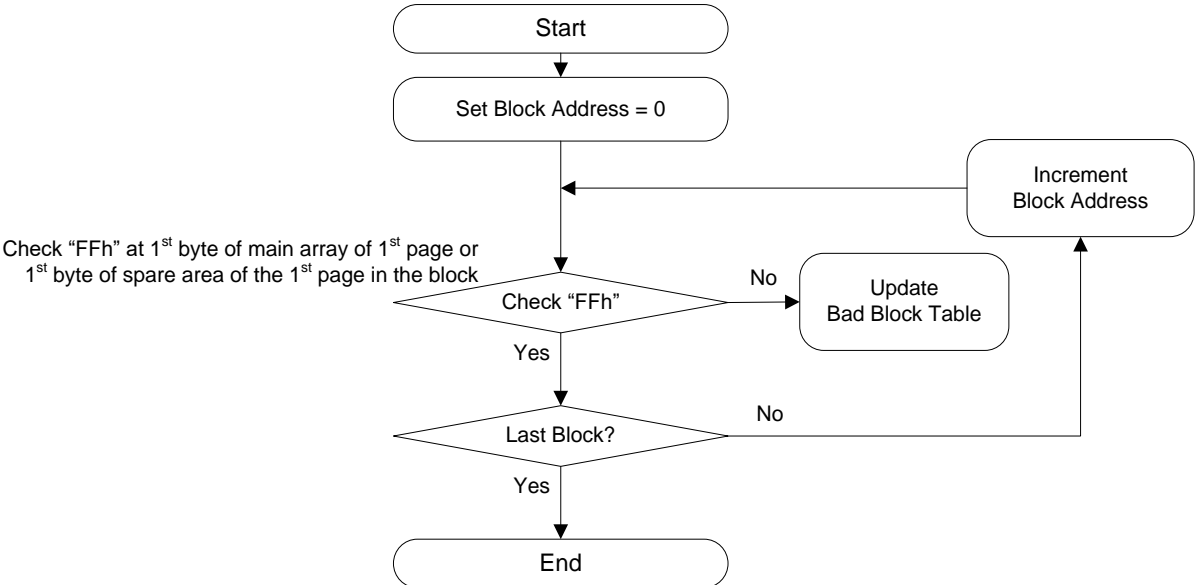 Start
Set Block Address = 0
Increment
Block Address
Check “FFh” at 1st byte of main array of 1st page or
1st byte of spare area of the 1st page in the block
Check “FFh”
No
Update
Bad Block Table
Yes
Last Block?
No
Yes
End